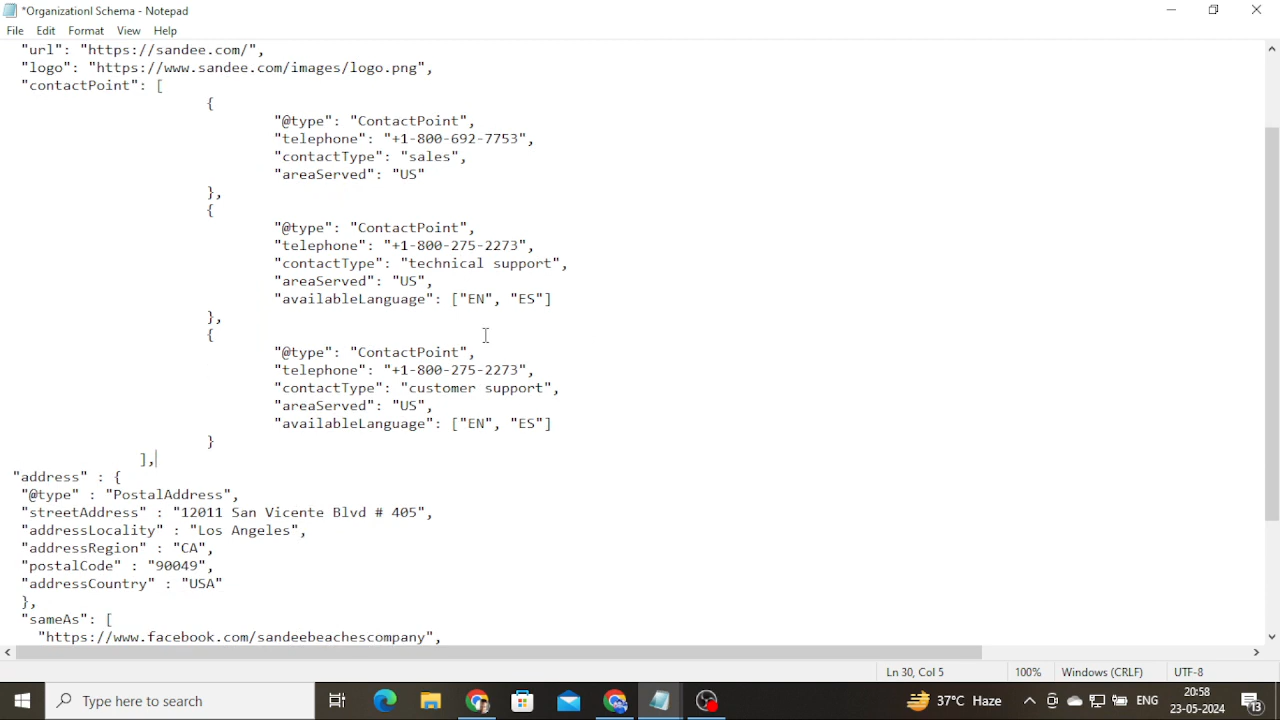 *Organizationl Schema - Notepad
File Edit Format View Help
"url": "https://sandee.com/",
"logo": "https://www.sandee.com/images/logo.png",
"contactPoint": [
{
"@type": "ContactPoint",
"telephone": "+1-800-692-7753",
"contactType": "sales",
"areaServed": "US"
},
{
"@type": "ContactPoint",
"telephone": "+1-800-275-2273",
"contactType": "technical support",
"areaServed": "US",
"availableLanguage": ["EN", "ES"]
},
{
"@type": "ContactPoint",
"telephone": "+1-800-275-2273",
"contactType": "customer support",
"areaServed": "US",
"availableLanguage": ["EN", "ES"]
}
],
"address" : {
"@type" : "PostalAddress",
"streetAddress" : "12011 San Vicente Blvd # 405",
"addressLocality" : "Los Angeles",
"addressRegion" : "CA",
"postalCode" : "90049",
"addressCountry" : "USA"
},
"sameAs": [
"https://www.facebook.com/sandeebeachescompany",
Ln 30, Col 5 100% Windows (CRLF) UTF-8
Type here to search 37°C Haze ENG 20:58
23-05-2024
13